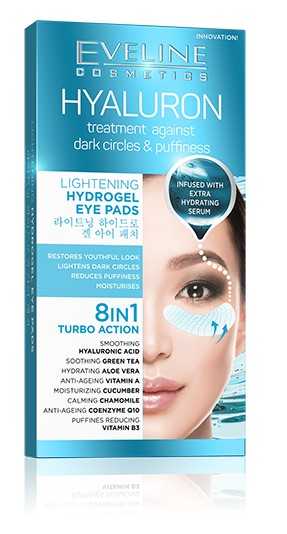 INNOVATION!
EVELINE
COSMETICS
HYALURON
treatment against
dark circles & puffiness
LIGHTENING
HYDROGEL
EYE PADS
라이트닝 하이드로
겔 아이 패치
INFUSED WITH
EXTRA
HYDRATING
SERUM
RESTORES YOUTHFUL LOOK
LIGHTENS DARK CIRCLES
REDUCES PUFFINESS
MOISTURISES
8IN1
TURBO ACTION
SMOOTHING
HYALURONIC ACID
SOOTHING GREEN TEA
HYDRATING ALOE VERA
ANTI-AGEING VITAMIN A
MOISTURIZING CUCUMBER
CALMING CHAMOMILE
ANTI-AGEING COENZYME Q10
PUFFINES REDUCING
VITAMIN B3
HYDROGEL EYE PADS